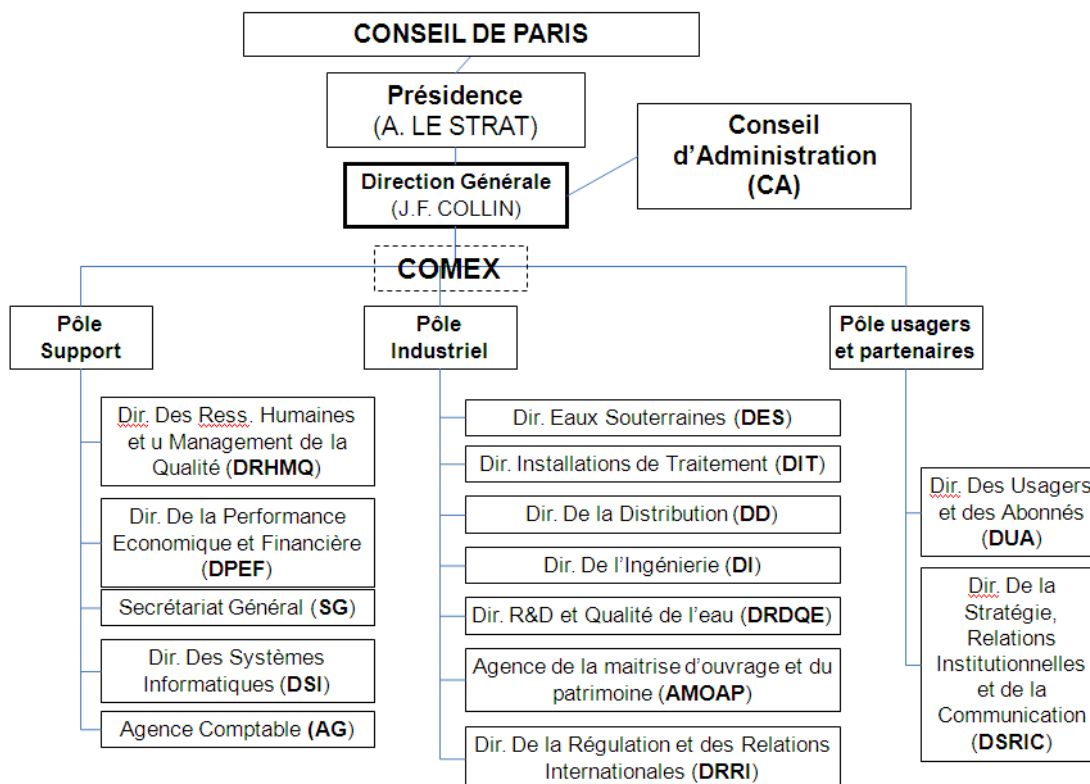 CONSEIL DE PARIS
Présidence
(A. LE STRAT)
Conseil
d’Administration
(CA)
Direction Générale
(J.F. COLLIN)
COMEX
Pôle
Support
Pôle
Industriel
Pôle usagers
et partenaires
Dir. Des Ress. Humaines
et u Management de la
Qualité (DRHMQ)
Dir. De la Performance
Economique et Financière
(DPEF)
Secrétariat Général (SG)
Dir. Des Systèmes
Informatiques (DSI)
Agence Comptable (AG)
Dir. Eaux Souterraines (DES)
Dir. Installations de Traitement (DIT)
Dir. De la Distribution (DD)
Dir. De l’Ingénierie (DI)
Dir. R&D et Qualité de l’eau (DRDQE)
Agence de la maitrise d’ouvrage et du
patrimoine (AMOAP)
Dir. De la Régulation et des Relations
Internationales (DRRI)
Dir. Des Usagers
et des Abonnés
(DUA)
Dir. De la
Stratégie,
Relations
Institutionnelles
et de la
Communication
(DSRIC)